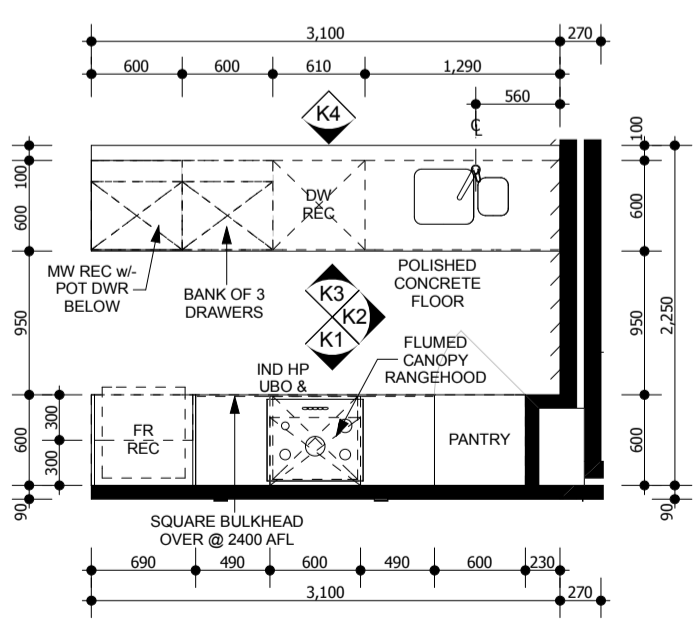 3,100
270
600
600
610
1,290
560
K4
℄
100
100
600
DW
REC
600
MW REC w/-
POT DWR
BELOW
BANK OF 3
DRAWERS
POLISHED
CONCRETE
FLOOR
K3
K2
K1
950
950
2,250
FLUMED
CANOPY
RANGEHOOD
IND HP
UBO &
600
300
300
FR
REC
PANTRY
600
90
90
SQUARE BULKHEAD
OVER @ 2400 AFL
690
490
600
490
600
230
3,100
270